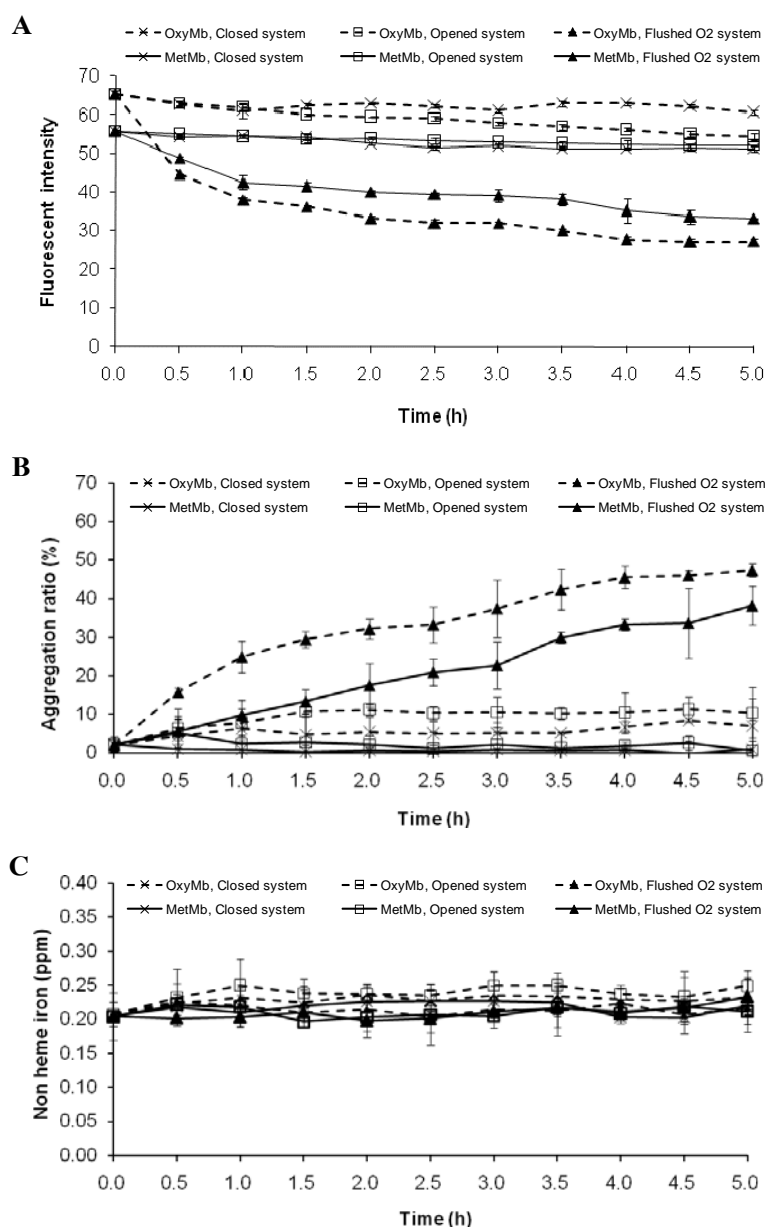 A
OxyMb, Closed system OxyMb, Opened system OxyMb, Flushed O2 system
MetMb, Closed system MetMb, Opened system MetMb, Flushed O2 system
Fluorescent intensity
70
60
50
40
30
20
10
0
0.0 0.5 1.0 1.5 2.0 2.5 3.0 3.5 4.0 4.5 5.0
Time (h)
B
OxyMb, Closed system OxyMb, Opened system OxyMb, Flushed O2 system
MetMb, Closed system MetMb, Opened system MetMb, Flushed O2 system
Aggregation ratio (%)
70
60
50
40
30
20
10
0
0.0 0.5 1.0 1.5 2.0 2.5 3.0 3.5 4.0 4.5 5.0
Time (h)
C
OxyMb, Closed system OxyMb, Opened system OxyMb, Flushed O2 system
MetMb, Closed system MetMb, Opened system MetMb, Flushed O2 system
Non heme iron (ppm)
0.40
0.35
0.30
0.25
0.20
0.15
0.10
0.05
0.00
0.0 0.5 1.0 1.5 2.0 2.5 3.0 3.5 4.0 4.5 5.0
Time (h)